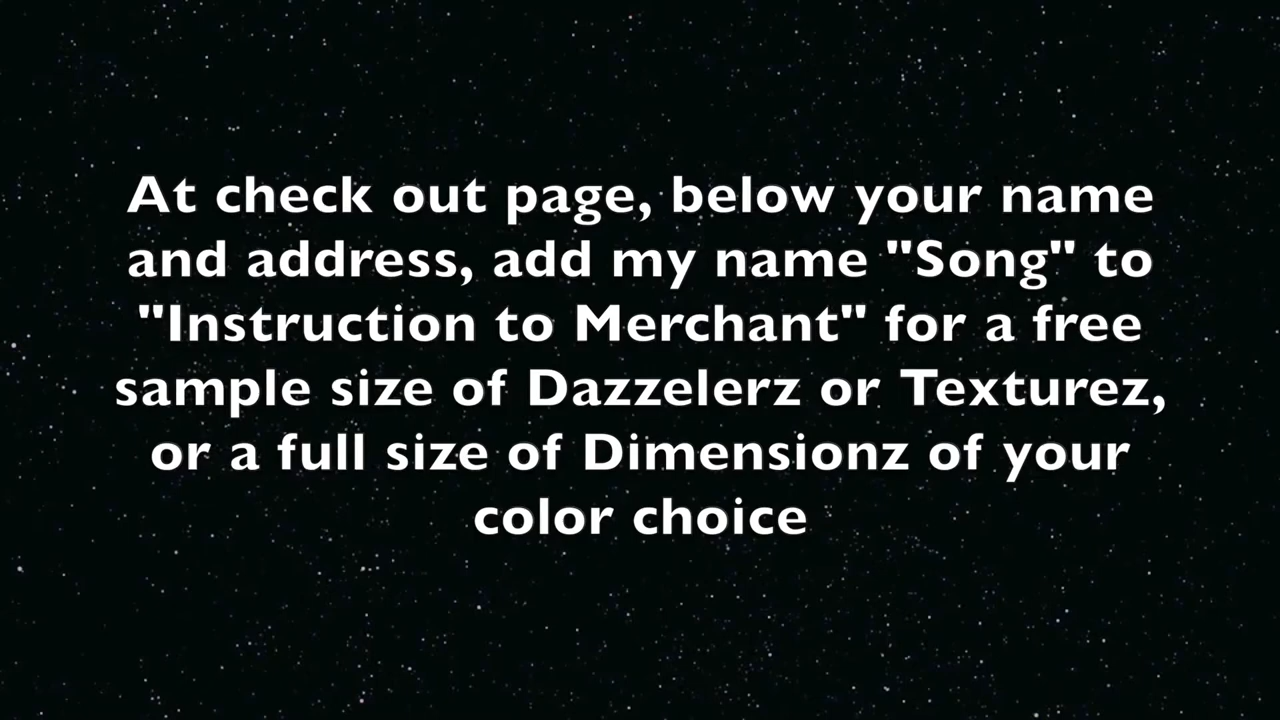 At check out page, below your name
and address, add my name "Song" to
"Instruction to Merchant" for a free
sample size of Dazzelerz or Texturez,
or a full size of Dimensionz of your
color choice